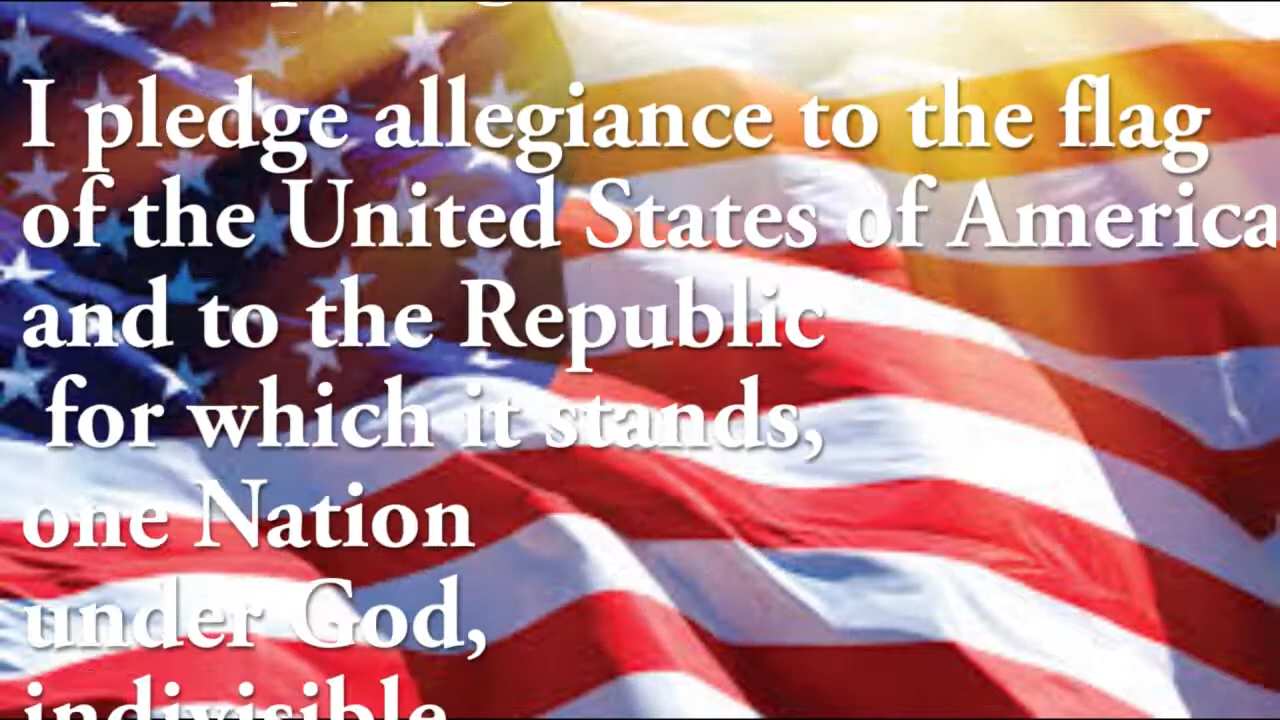 I pledge allegiance to the flag
of the United States of America
and to the Republic
for which it stands,
one Nation
under God,
indivisible